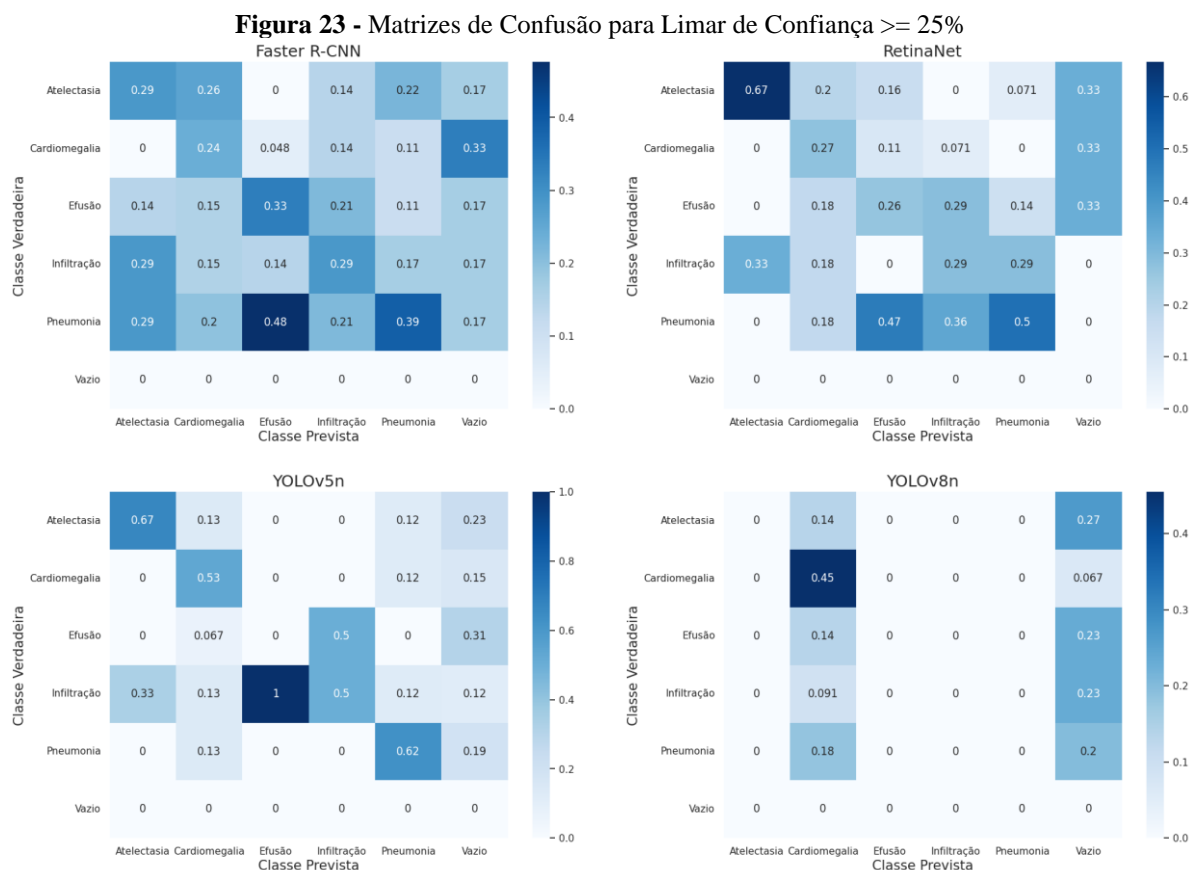 Figura 23 - Matrizes de Confusão para Limar de Confiança >= 25%
Faster R-CNN
Classe Verdadeira
Atelectasia 0.29 0.26 0 0.14 0.22 0.17
Cardiomegalia 0 0.24 0.048 0.14 0.11 0.33
Efusão 0.14 0.15 0.33 0.21 0.11 0.17
Infiltração 0.29 0.15 0.14 0.29 0.17 0.17
Pneumonia 0.29 0.2 0.48 0.21 0.39 0.17
Vazio 0 0 0 0 0 0
Atelectasia Cardiomegalia Efusão Infiltração Pneumonia Vazio
Classe Prevista
0.4
0.3
0.2
0.1
0.0
RetinaNet
Classe Verdadeira
Atelectasia 0.67 0.2 0.16 0 0.071 0.33
Cardiomegalia 0 0.27 0.11 0.071 0 0.33
Efusão 0 0.18 0.26 0.29 0.14 0.33
Infiltração 0.33 0.18 0 0.29 0.29 0
Pneumonia 0 0.18 0.47 0.36 0.5 0
Vazio 0 0 0 0 0 0
Atelectasia Cardiomegalia Efusão Infiltração Pneumonia Vazio
Classe Prevista
0.6
0.5
0.4
0.3
0.2
0.1
0.0
YOLOv5n
Classe Verdadeira
Atelectasia 0.67 0.13 0 0 0.12 0.23
Cardiomegalia 0 0.53 0 0 0.12 0.15
Efusão 0 0.067 0 0.5 0 0.31
Infiltração 0.33 0.13 1 0.5 0.12 0.12
Pneumonia 0 0.13 0 0 0.62 0.19
Vazio 0 0 0 0 0 0
Atelectasia Cardiomegalia Efusão Infiltração Pneumonia Vazio
Classe Prevista
1.0
0.8
0.6
0.4
0.2
0.0
YOLOv8n
Classe Verdadeira
Atelectasia 0 0.14 0 0 0 0.27
Cardiomegalia 0 0.45 0 0 0 0.067
Efusão 0 0.14 0 0 0 0.23
Infiltração 0 0.091 0 0 0 0.23
Pneumonia 0 0.18 0 0 0 0.2
Vazio 0 0 0 0 0 0
Atelectasia Cardiomegalia Efusão Infiltração Pneumonia Vazio
Classe Prevista
0.4
0.3
0.2
0.1
0.0